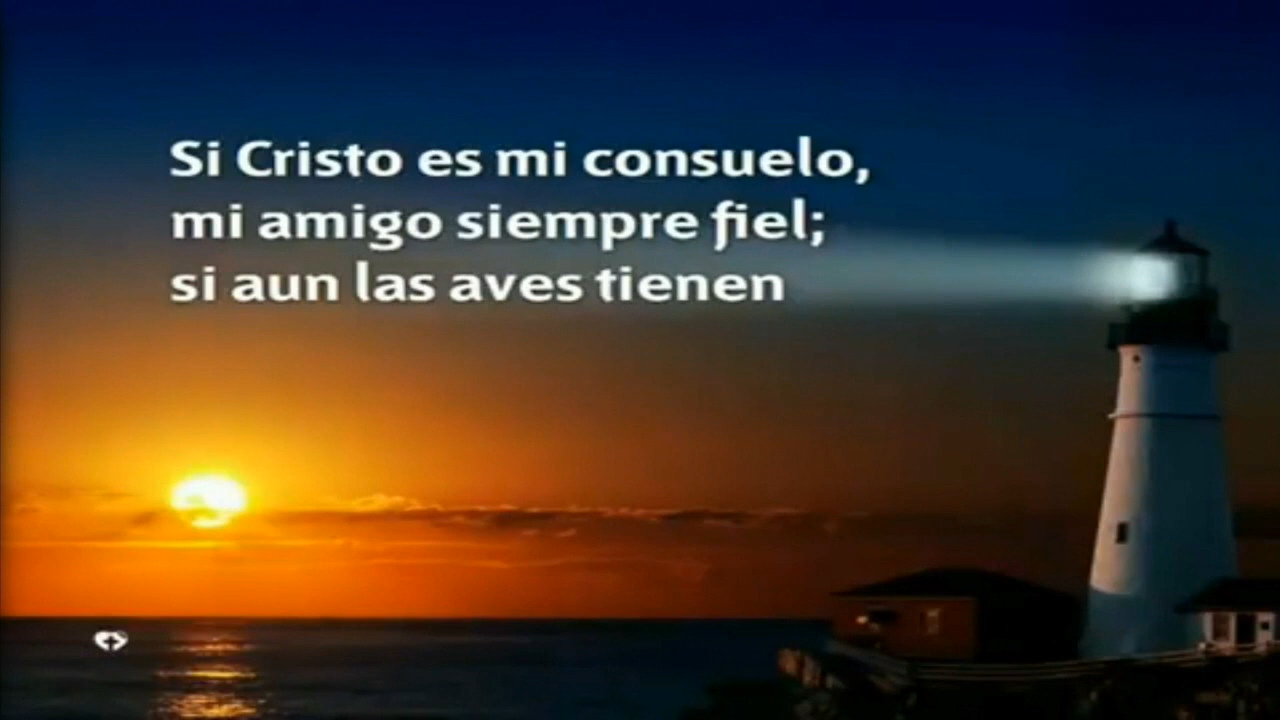 Si Cristo es mi consuelo,
mi amigo siempre fiel;
si aun las aves tienen